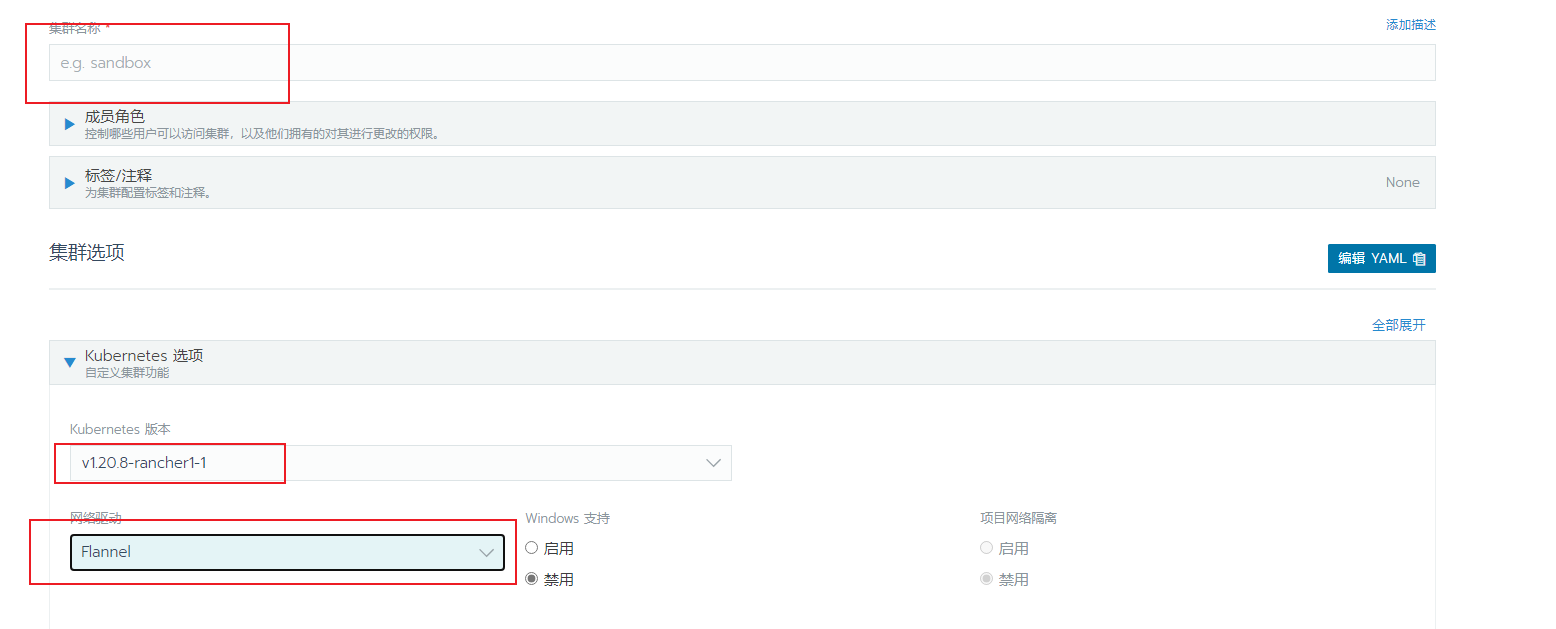 集群名称 *
添加描述
e.g. sandbox
成员角色
控制哪些用户可以访问集群，以及他们拥有的对其进行更改的权限。
标签/注释
为集群配置标签和注释。
None
集群选项
编辑 YAML
全部展开
Kubernetes 选项
自定义集群功能
Kubernetes 版本
v1.20.8-rancher1-1
网络驱动
Windows 支持
项目网络隔离
Flannel
启用
启用
禁用
禁用